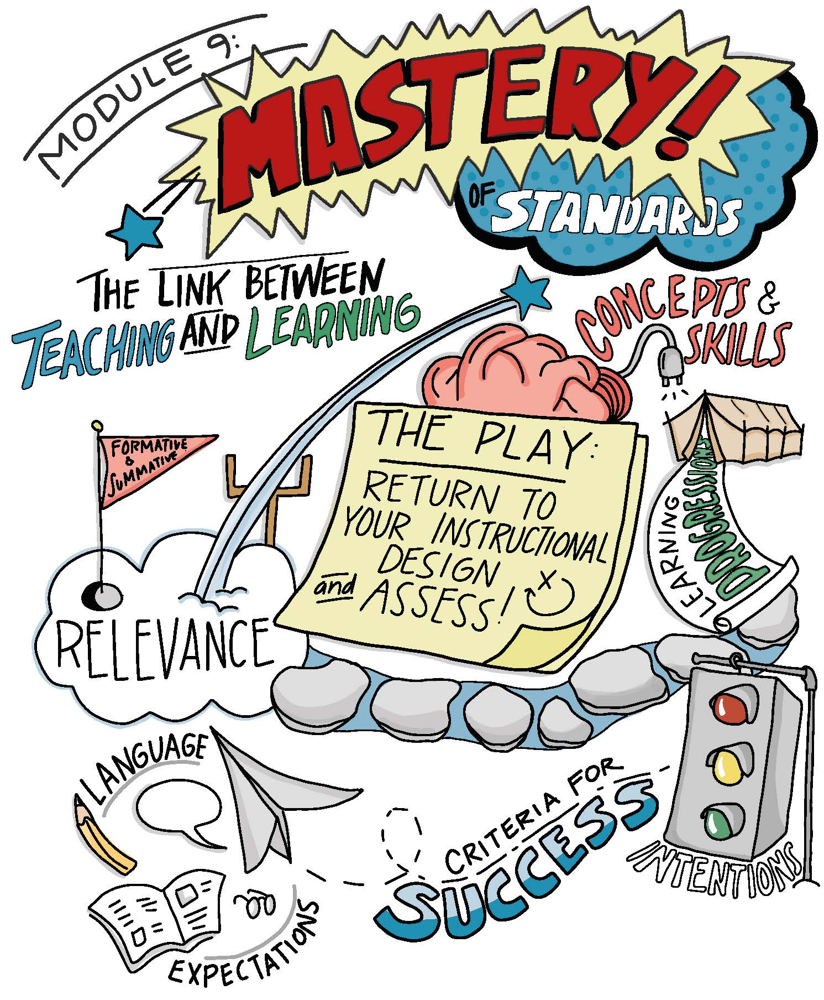 MODULE 9:
MASTERY!
OF STANDARDS
THE LINK BETWEEN
TEACHING AND LEARNING
CONCEPTS &
SKILLS
FORMATIVE
&
SUMMATIVE
THE PLAY:
RETURN TO
YOUR INSTRUCTIONAL
DESIGN
and ASSESS!
X
LEARNING
PROGRESSIONS
RELEVANCE
LANGUAGE
EXPECTATIONS
CRITERIA FOR
SUCCESS
INTENTIONS